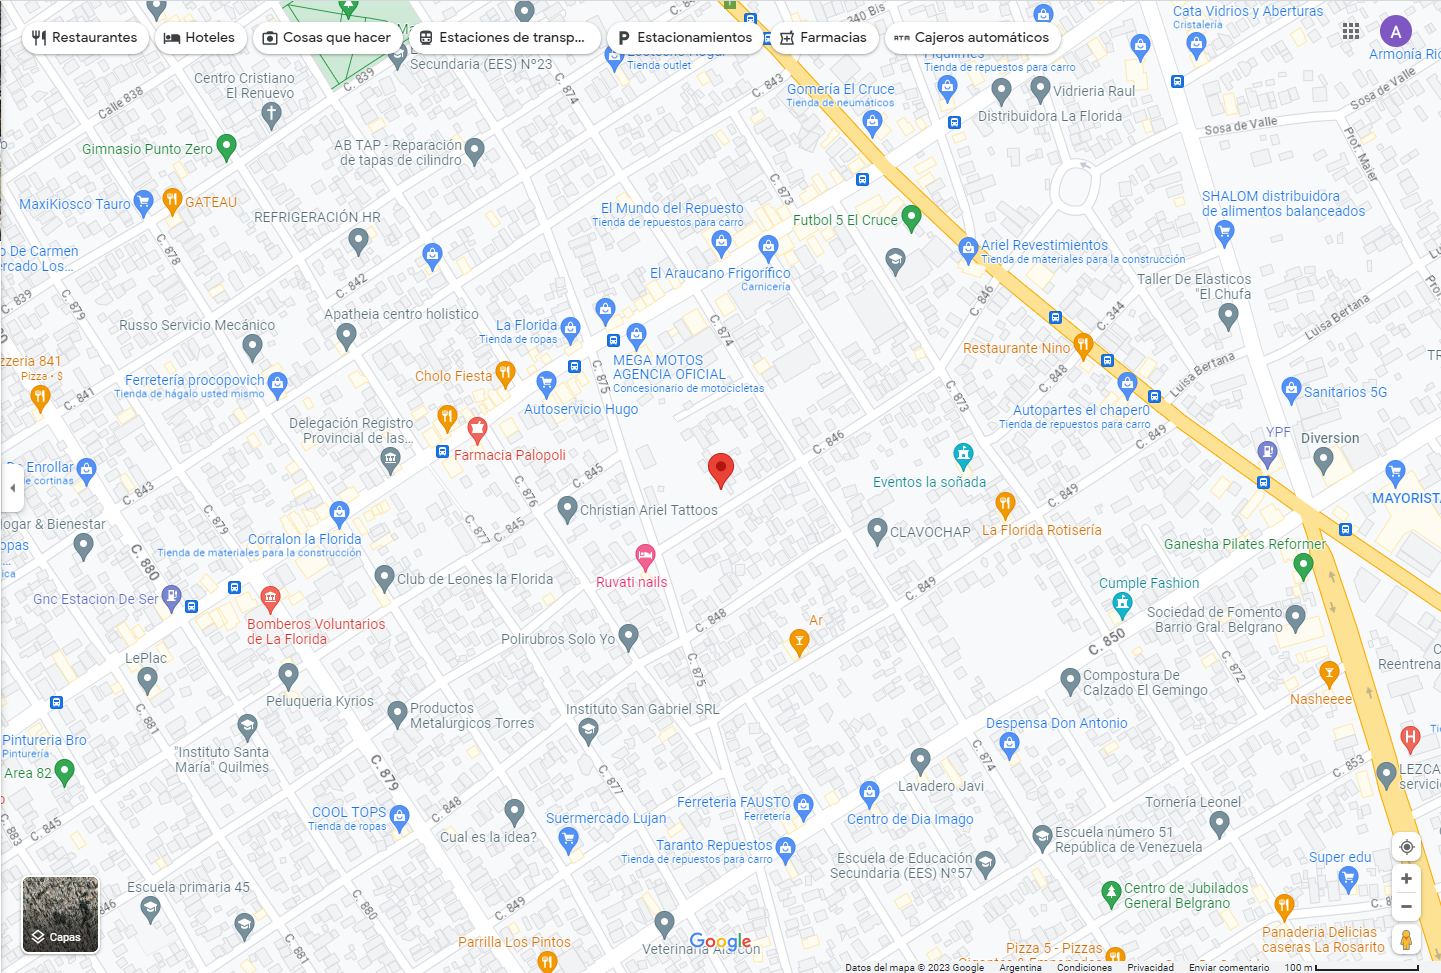 Restaurantes
Hoteles
Cosas que hacer
Estaciones de transp...
Estacionamientos
Farmacias
Cajeros automáticos
A
C. 878
340 Bis
Cata Vidrios y Aberturas
Cristalería
Armonía Ric
Secundaria (EES) Nº23
Tienda outlet
Tienda de repuestos para carro
Centro Cristiano
El Renuevo
Calle 838
C. 839
C. 874
C. 843
Gomería El Cruce
Tienda de neumáticos
Vidrieria Raul
Distribuidora La Florida
Sosa de Valle
Sosa de Valle
Prof. Maier
Gimnasio Punto Zero
AB TAP - Reparación
de tapas de cilindro
MaxiKiosco Tauro
GATEAU
REFRIGERACIÓN HR
El Mundo del Repuesto
Tienda de repuestos para carro
C. 873
Futbol 5 El Cruce
SHALOM distribuidora
de alimentos balanceados
o De Carmen
ercado Los...
C. 878
C. 839
C. 842
El Araucano Frigorífico
Carnicería
Ariel Revestimientos
Tienda de materiales para la construcción
Taller De Elasticos
"El Chufa
C. 846
C. 344
Luisa Bertana
Russo Servicio Mecánico
Apatheia centro holistico
La Florida
Tienda de ropas
C. 874
MEGA MOTOS
AGENCIA OFICIAL
Concesionario de motocicletas
Restaurante Nino
Luisa Bertana
TR
zzeria 841
Pizza • $
C. 841
Ferretería procopovich
Tienda de hágalo usted mismo
Cholo Fiesta
Autoservicio Hugo
C. 875
C. 848
C. 873
Autopartes el chaper0
Tienda de repuestos para carro
Sanitarios 5G
Delegación Registro
Provincial de las...
Farmacia Palopoli
C. 846
C. 849
YPF
Diversion
De Enrollar
de cortinas
C. 843
C. 879
C. 845
C. 876
Eventos la soñada
MAYORISTA
La Florida Rotisería
logar & Bienestar
Christian Ariel Tattoos
CLAVOCHAP
opas
...
ica
Corralon la Florida
Tienda de materiales para la construcción
C. 877
C. 845
Ganesha Pilates Reformer
C. 880
Club de Leones la Florida
Ruvati nails
C. 849
Cumple Fashion
Gnc Estacion De Ser
Bomberos Voluntarios
de La Florida
Polirubros Solo Yo
C. 848
Ar
Sociedad de Fomento
Barrio Gral. Belgrano
C. 850
C. 872
LePlac
C. 875
Compostura De
Calzado El Gemingo
Reentrena
Peluqueria Kyrios
Productos
Metalurgicos Torres
Instituto San Gabriel SRL
Nasheeee
C. 881
Despensa Don Antonio
Pintureria Bro
Pinturería
"Instituto Santa
María" Quilmes
C. 879
C. 877
C. 874
C. 853
Area 82
Lavadero Javi
LEZCA
servicio
C. 883
C. 845
COOL TOPS
Tienda de ropas
C. 848
Cual es la idea?
Suermercado Lujan
Ferreteria FAUSTO
Ferretería
Centro de Dia Imago
Tornería Leonel
Taranto Repuestos
Tienda de repuestos para carro
Escuela de Educación
Secundaria (EES) Nº57
Escuela número 51
República de Venezuela
Super edu
Escuela primaria 45
C. 846
C. 880
C. 849
Centro de Jubilados
General Belgrano
Capas
Parrilla Los Pintos
Veterinaria Alarcon
Google
Pizza 5 - Pizzas
Gigantes & Empanadas
Panaderia Delicias
caseras La Rosarito
Datos del mapa © 2023 Google
Argentina
Condiciones
Privacidad
Enviar comentario
100 m